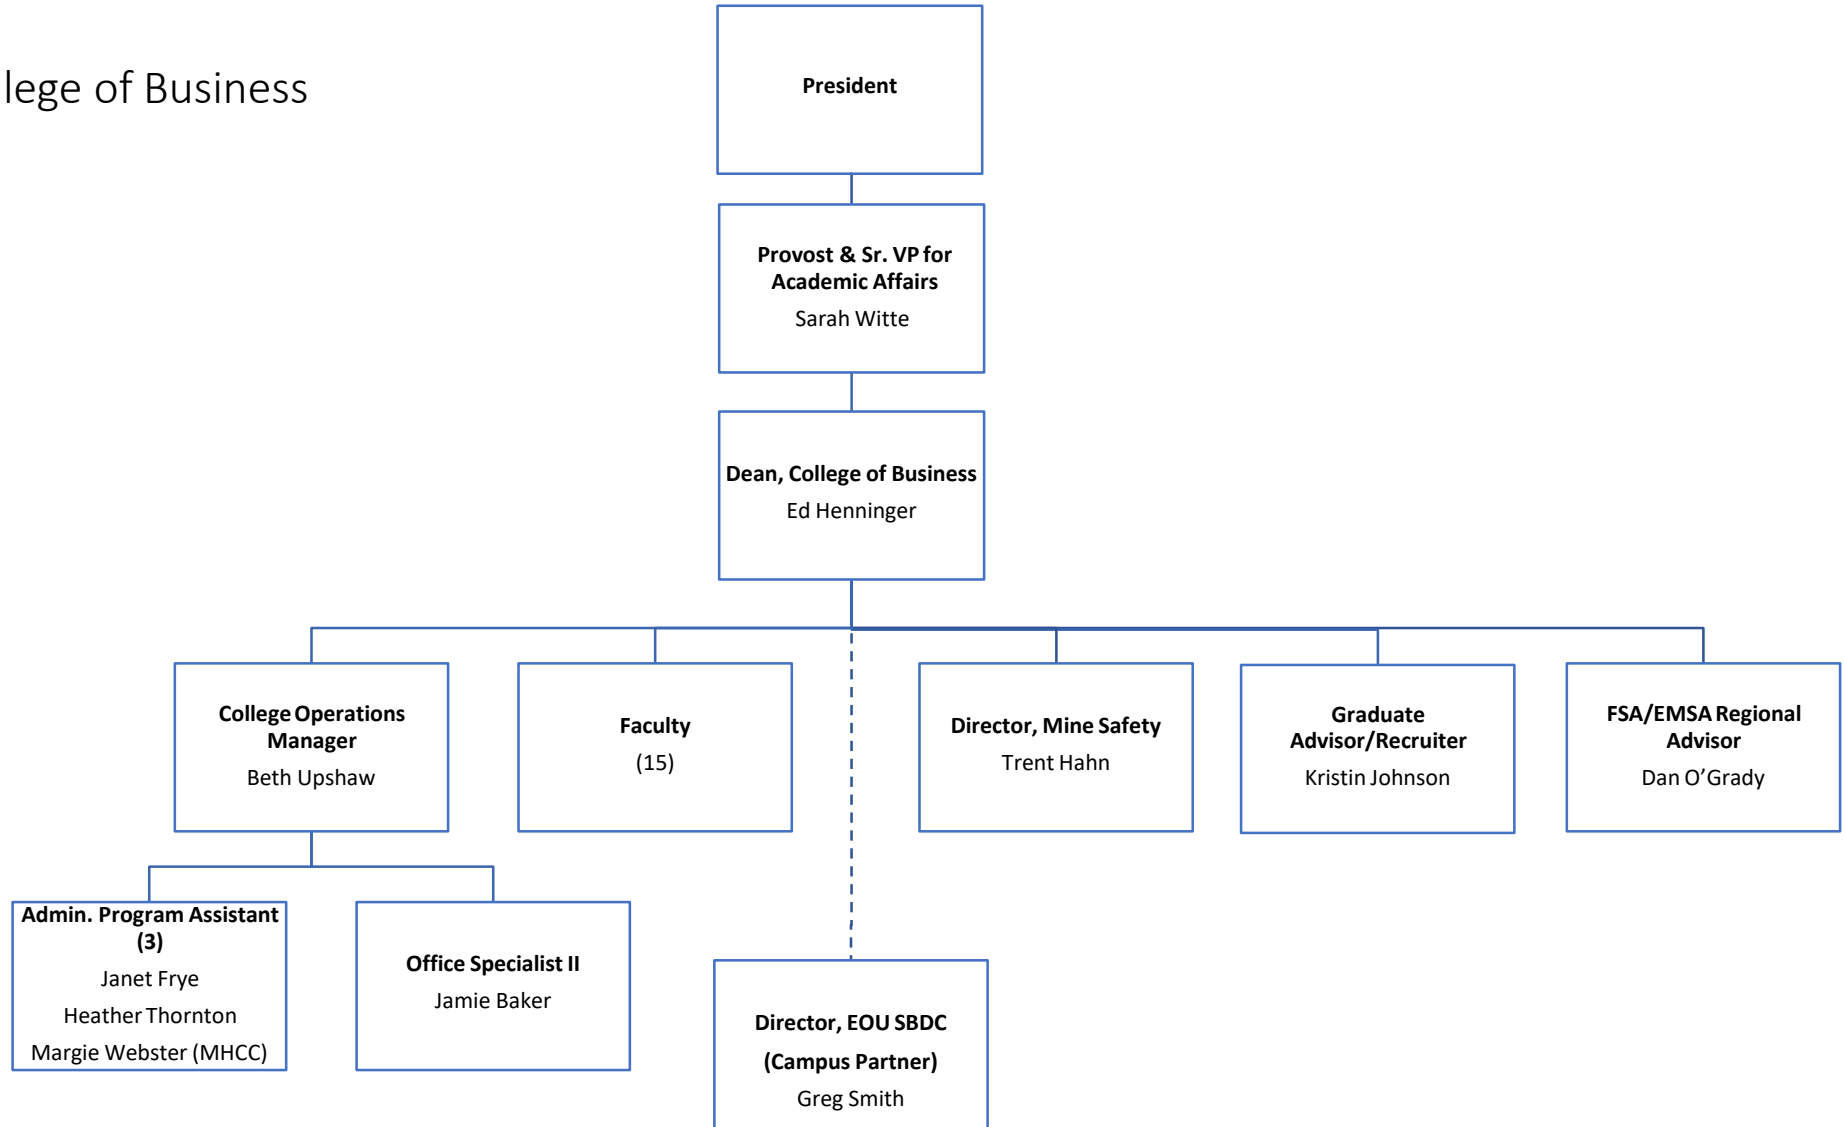 lege of Business
President
Provost & Sr. VP for
Academic Affairs
Sarah Witte
Dean, College of Business
Ed Henninger
College Operations
Manager
Beth Upshaw
Faculty
(15)
Director, Mine Safety
Trent Hahn
Graduate
Advisor/Recruiter
Kristin Johnson
FSA/EMSA Regional
Advisor
Dan O’Grady
Admin. Program Assistant
(3)
Janet Frye
Heather Thornton
Margie Webster (MHCC)
Office Specialist II
Jamie Baker
Director, EOU SBDC
(Campus Partner)
Greg Smith